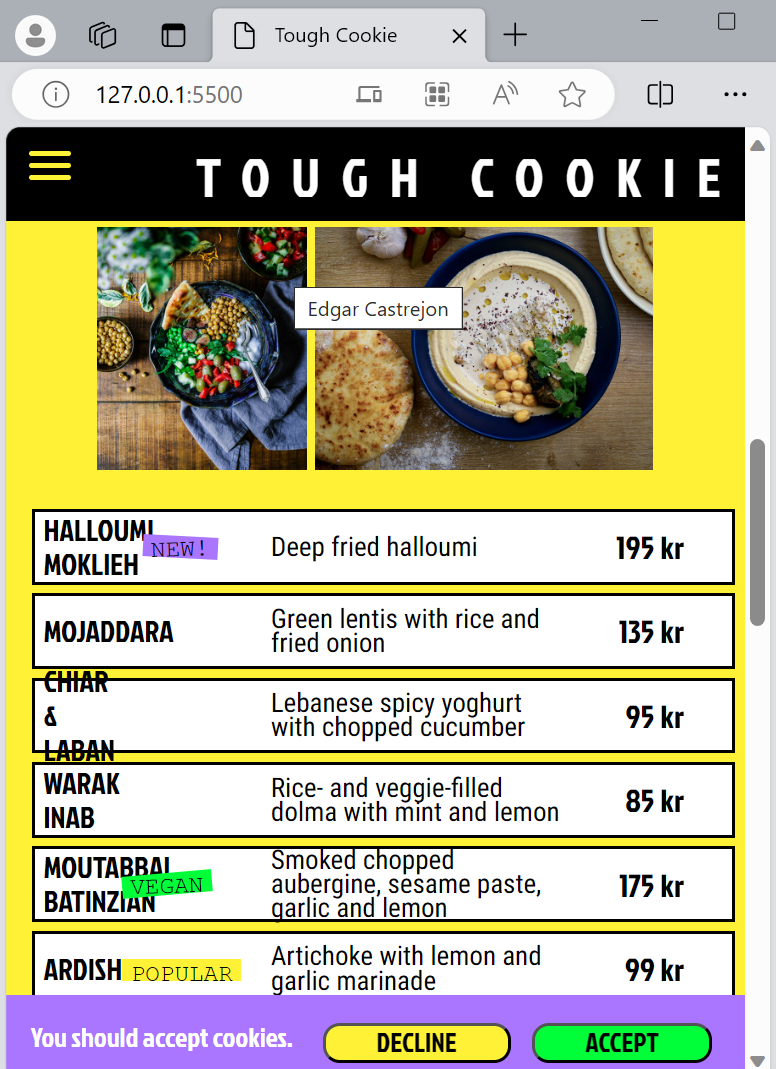 Tough Cookie
127.0.0.1:5500
TOUGH COOKIE
Edgar Castrejon
HALLOUMI
MOKLIEH
NEW!
Deep fried halloumi
195 kr
MOJADDARA
Green lentis with rice and
fried onion
135 kr
CHIAR
&
LABAN
Lebanese spicy yoghurt
with chopped cucumber
95 kr
WARAK
INAB
Rice- and veggie-filled
dolma with mint and lemon
85 kr
MOUTABBAL
BATINZIAN
VEGAN
Smoked chopped
aubergine, sesame paste,
garlic and lemon
175 kr
ARDISH
POPULAR
Artichoke with lemon and
garlic marinade
99 kr
You should accept cookies.
DECLINE
ACCEPT